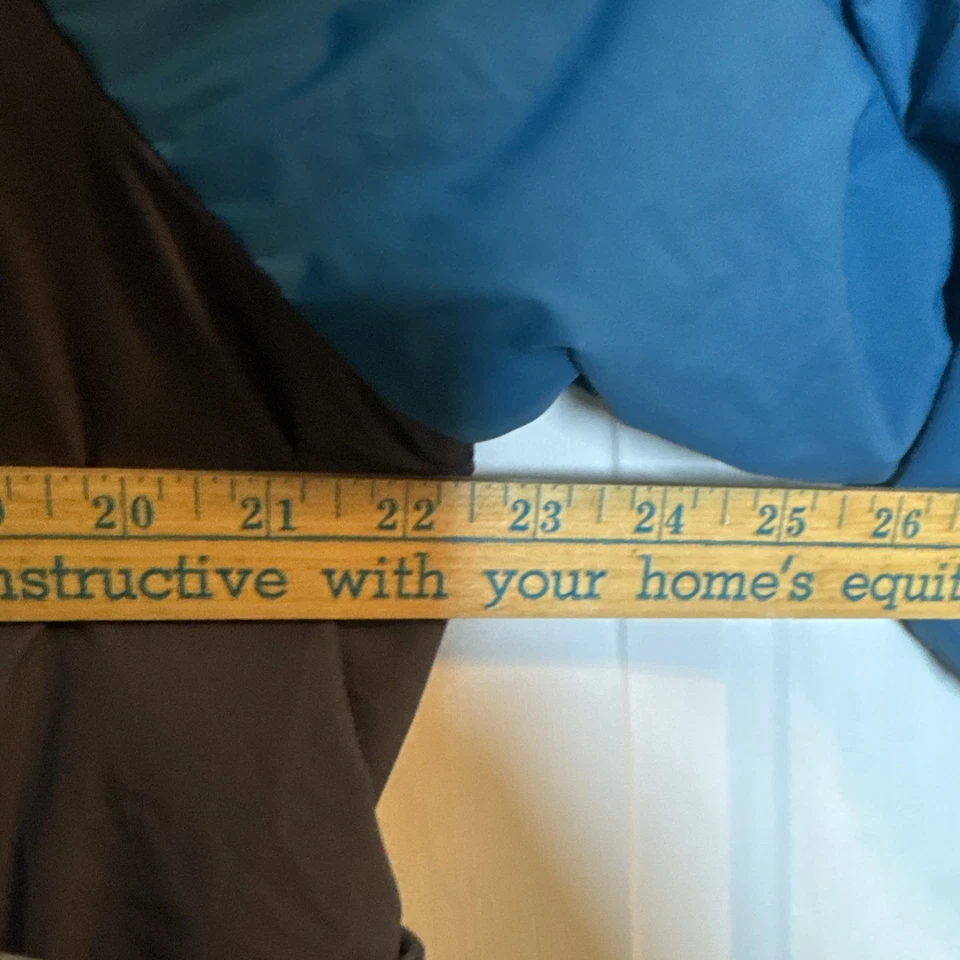 20 21 22 23 24 25 26
nstructive with your home's equit